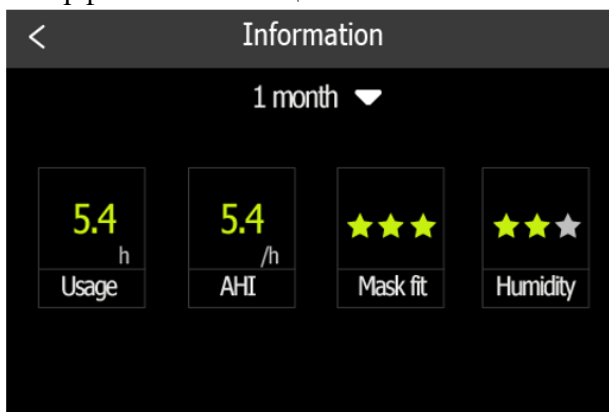 Information
1 month
5.4
h
Usage
5.4
/h
AHI
Mask fit
Humidity